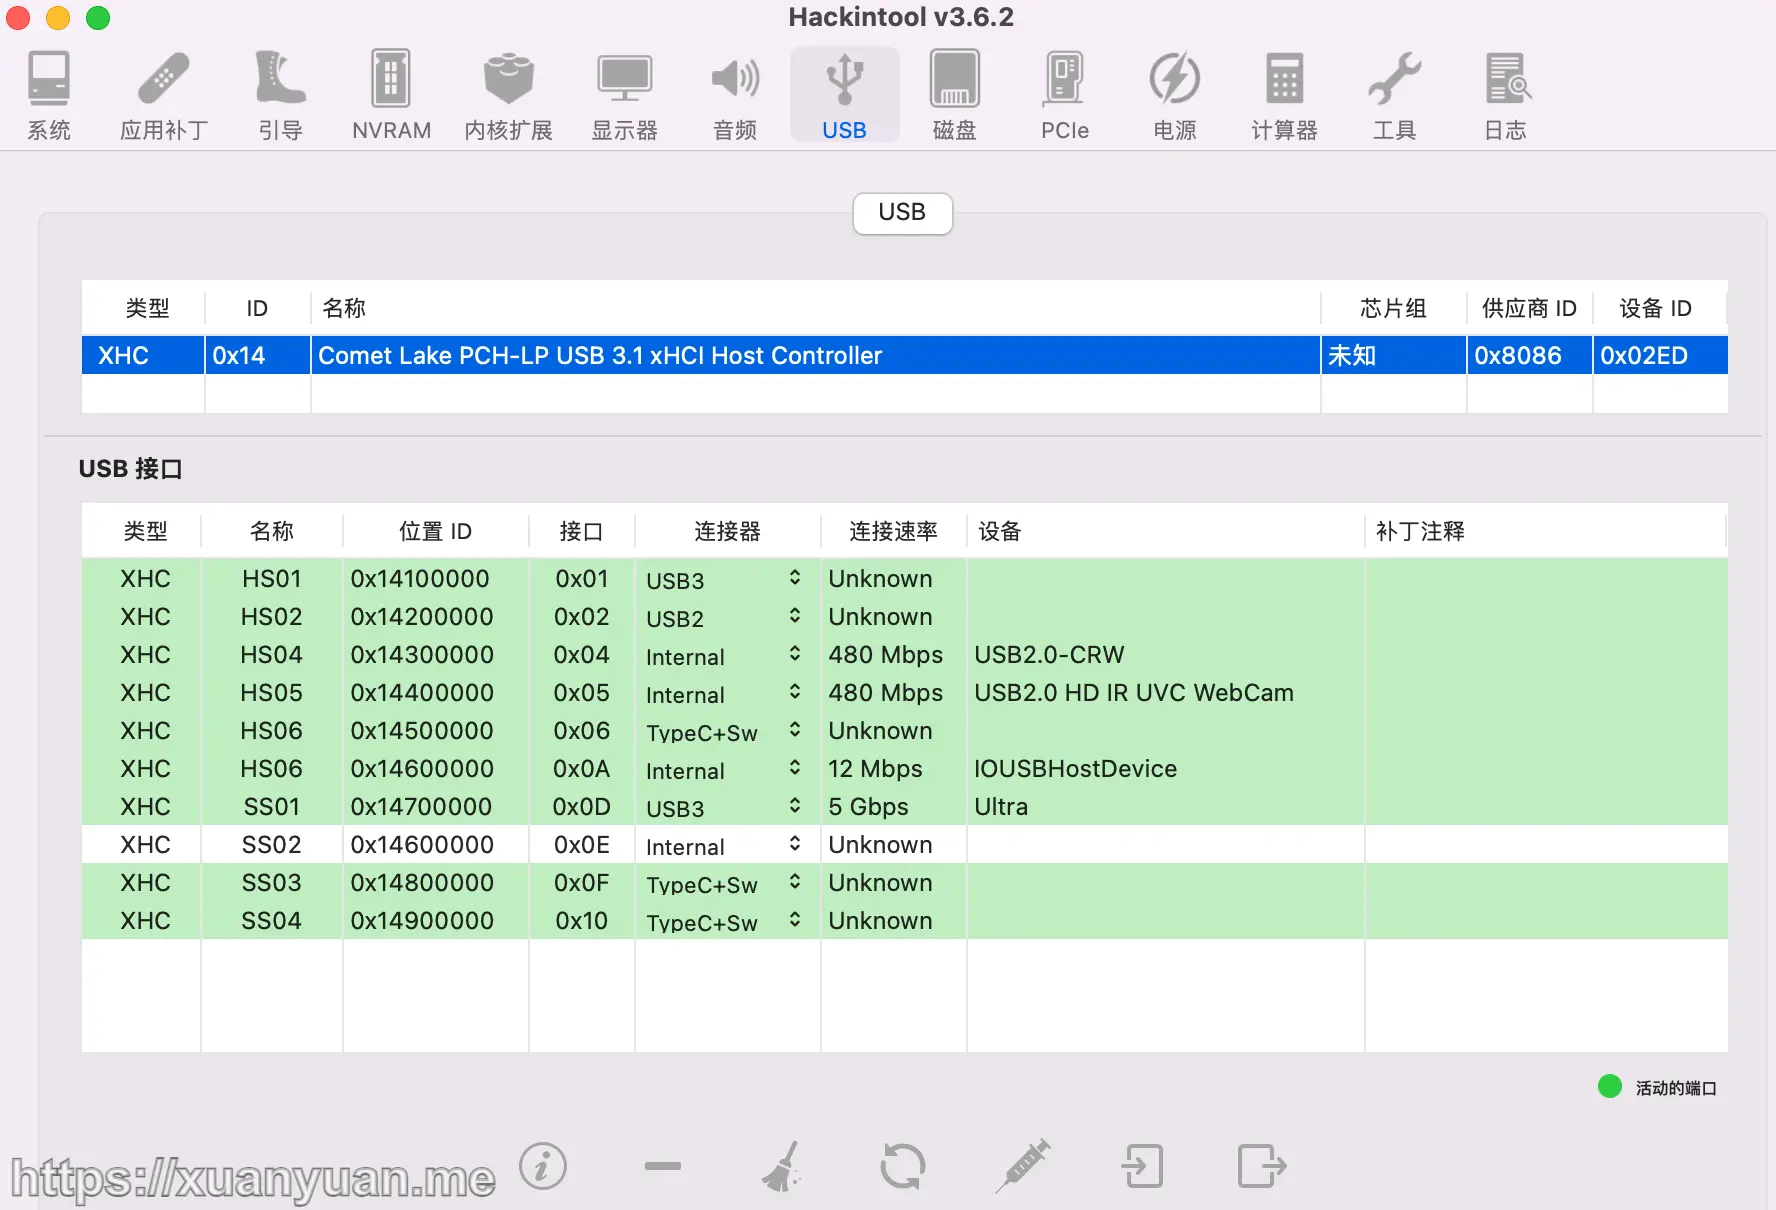 Hackintool v3.6.2
系统 应用补丁 引导 NVRAM 内核扩展 显示器 音频 USB 磁盘 PCIe 电源 计算器 工具 日志
USB
类型 ID 名称 芯片组 供应商 ID 设备 ID
XHC 0x14 Comet Lake PCH-LP USB 3.1 xHCI Host Controller 未知 0x8086 0x02ED
USB 接口
类型 名称 位置 ID 接口 连接器 连接速率 设备 补丁注释
XHC HS01 0x14100000 0x01 USB3 Unknown
XHC HS02 0x14200000 0x02 USB2 Unknown
XHC HS04 0x14300000 0x04 Internal 480 Mbps USB2.0-CRW
XHC HS05 0x14400000 0x05 Internal 480 Mbps USB2.0 HD IR UVC WebCam
XHC HS06 0x14500000 0x06 TypeC+Sw Unknown
XHC HS06 0x14600000 0x0A Internal 12 Mbps IOUSBHostDevice
XHC SS01 0x14700000 0x0D USB3 5 Gbps Ultra
XHC SS02 0x14600000 0x0E Internal Unknown
XHC SS03 0x14800000 0x0F TypeC+Sw Unknown
XHC SS04 0x14900000 0x10 TypeC+Sw Unknown
活动的端口
https://xuanyuan.me